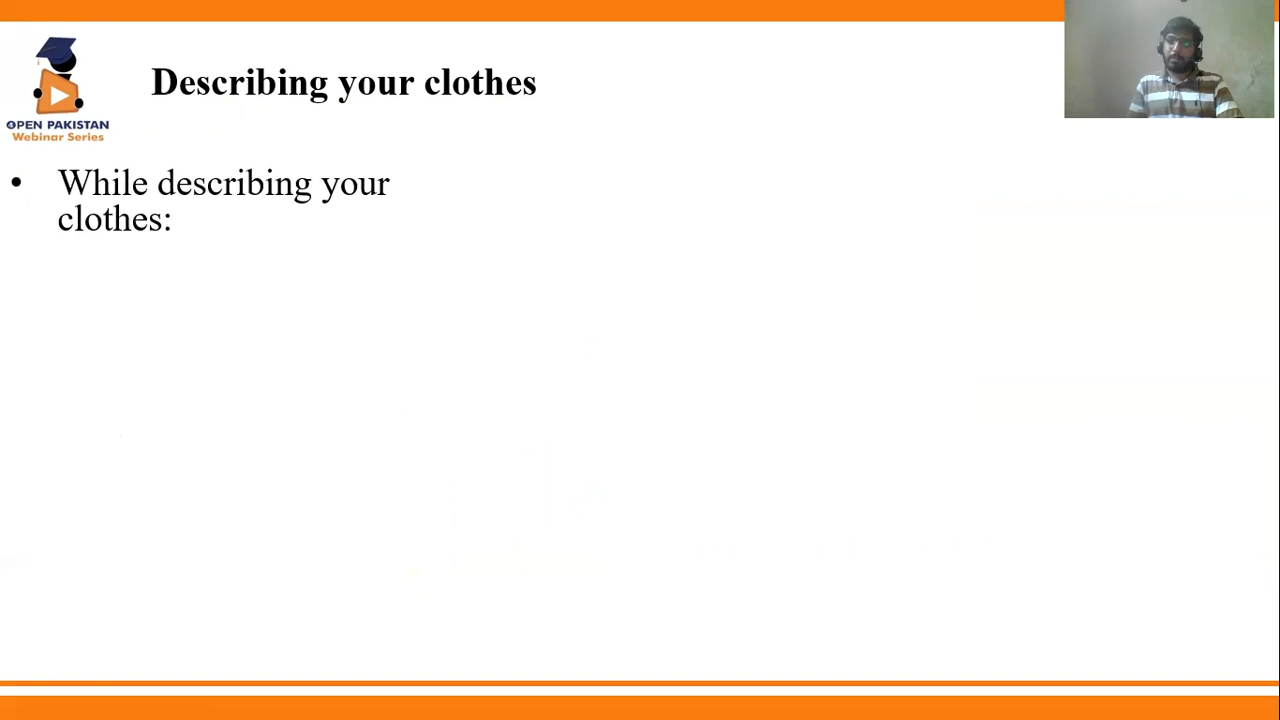 Describing your clothes
OPEN PAKISTAN
Webinar Series
• While describing your
clothes: